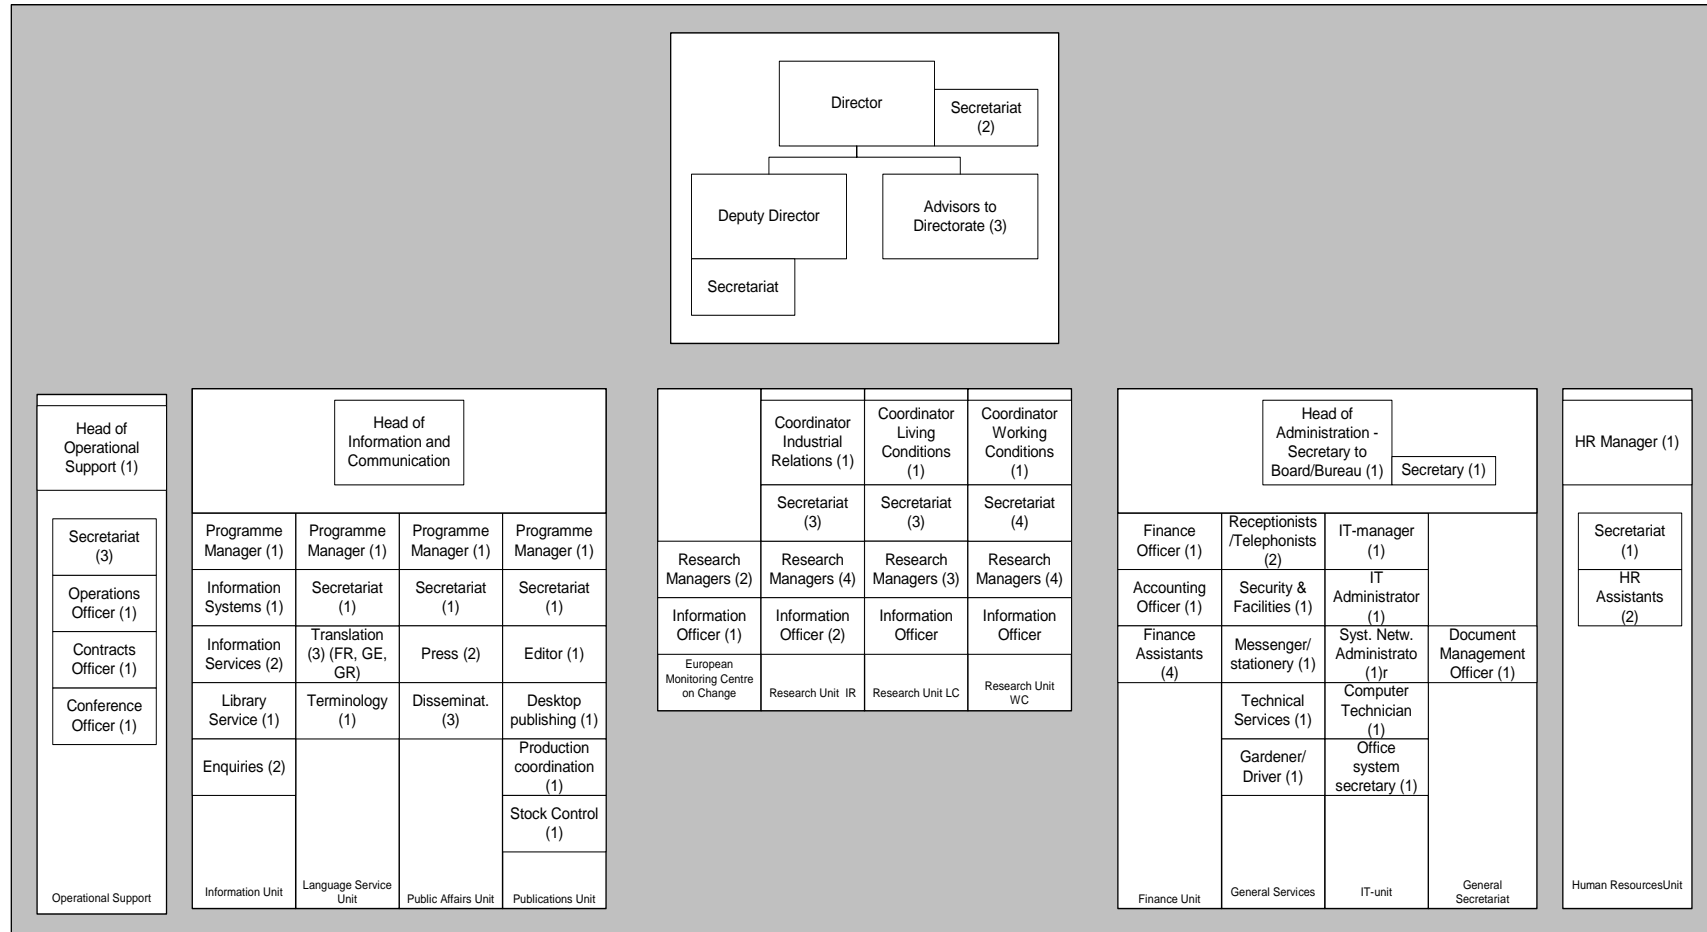 Director
Secretariat
(2)
Deputy Director
Advisors to
Directorate (3)
Secretariat
Head of
Operational
Support (1)
Secretariat
(3)
Operations
Officer (1)
Contracts
Officer (1)
Conference
Officer (1)
Operational Support
Head of
Information and
Communication
Programme
Manager (1)
Information
Systems (1)
Information
Services (2)
Library
Service (1)
Enquiries (2)
Information Unit
Programme
Manager (1)
Secretariat
(1)
Translation
(3) (FR, GE,
GR)
Terminology
(1)
Language Service
Unit
Programme
Manager (1)
Secretariat
(1)
Press (2)
Disseminat.
(3)
Public Affairs Unit
Programme
Manager (1)
Secretariat
(1)
Editor (1)
Desktop
publishing (1)
Production
coordination
(1)
Stock Control
(1)
Publications Unit
Research
Managers (2)
Information
Officer (1)
European
Monitoring Centre
on Change
Coordinator
Industrial
Relations (1)
Secretariat
(3)
Research
Managers (4)
Information
Officer (2)
Research Unit IR
Coordinator
Living
Conditions
(1)
Secretariat
(3)
Research
Managers (3)
Information
Officer
Research Unit LC
Coordinator
Working
Conditions
(1)
Secretariat
(4)
Research
Managers (4)
Information
Officer
Research Unit
WC
Head of
Administration -
Secretary to
Board/Bureau (1)
Secretary (1)
Finance
Officer (1)
Accounting
Officer (1)
Finance
Assistants
(4)
Finance Unit
Receptionists
/Telephonists
(2)
Security &
Facilities (1)
Messenger/
stationery (1)
Technical
Services (1)
Gardener/
Driver (1)
General Services
IT-manager
(1)
IT
Administrator
(1)
Syst. Netw.
Administrato
(1)r
Computer
Technician
(1)
Office
system
secretary (1)
IT-unit
Document
Management
Officer (1)
General
Secretariat
HR Manager (1)
Secretariat
(1)
HR
Assistants
(2)
Human ResourcesUnit